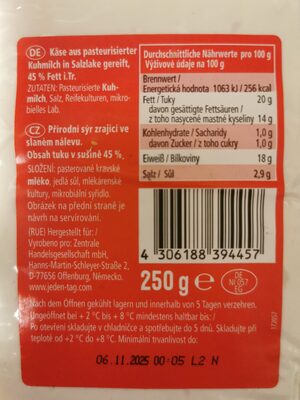 DE Käse aus pasteurisierter
Kuhmilch in Salzlake gereift,
45 % Fett i.Tr.
ZUTATEN: Pasteurisierte Kuh-
milch, Salz, Reifekulturen, mikro-
bielles Lab.
CZ Přírodní sýr zrající ve
slaném nálevu.
Obsah tuku v sušině 45 %.
SLOŽENÍ: pasterované kravské
mléko, jedlá sůl, mlékárenské
kultury, mikrobiální syřidlo.
Obrázek na přední straně je
návrh na servírování.
(RUE) Hergestellt für: /
Vyrobeno pro: Zentrale
Handelsgesellschaft mbH,
Hanns-Martin-Schleyer-Straße 2,
D-77656 Offenburg, Německo.
www.jeden-tag.com
Durchschnittliche Nährwerte pro 100 g
Výživové údaje na 100 g
Brennwert /
Energetická hodnota 1063 kJ / 256 kcal
Fett / Tuky 20 g
davon gesättigte Fettsäuren /
z toho nasycené mastné kyseliny 14 g
Kohlenhydrate / Sacharidy 1,0 g
davon Zucker / z toho cukry 1,0 g
Eiweiß / Bílkoviny 18 g
Salz / Sůl 2,9 g
4 306188 394457
250 g e
DE
NI 057
EG
Nach dem Öffnen gekühlt lagern und innerhalb von 5 Tagen verzehren.
Ungeöffnet bei + 2 °C bis + 8 °C mindestens haltbar bis: /
Po otevření skladujte v chladničce a spotřebujte do 5 dnů. Skladujte při
teplotě od +2 °C do +8 °C. Minimální trvanlivost do:
06.11.2025 00:05 L2 N